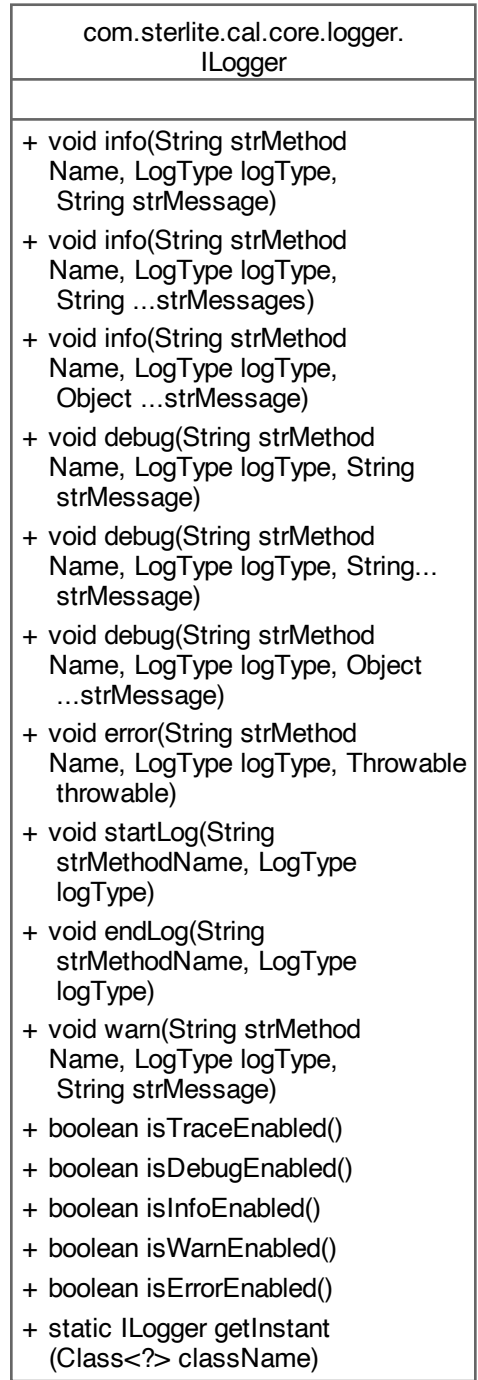 com.sterlite.cal.core.logger.
ILogger
+ void info(String strMethod
Name, LogType logType,
String strMessage)
+ void info(String strMethod
Name, LogType logType,
String ...strMessages)
+ void info(String strMethod
Name, LogType logType,
Object ...strMessage)
+ void debug(String strMethod
Name, LogType logType, String
strMessage)
+ void debug(String strMethod
Name, LogType logType, String...
strMessage)
+ void debug(String strMethod
Name, LogType logType, Object
...strMessage)
+ void error(String strMethod
Name, LogType logType, Throwable
throwable)
+ void startLog(String
strMethodName, LogType
logType)
+ void endLog(String
strMethodName, LogType
logType)
+ void warn(String strMethod
Name, LogType logType,
String strMessage)
+ boolean isTraceEnabled()
+ boolean isDebugEnabled()
+ boolean isInfoEnabled()
+ boolean isWarnEnabled()
+ boolean isErrorEnabled()
+ static ILogger getInstant
(Class<?> className)